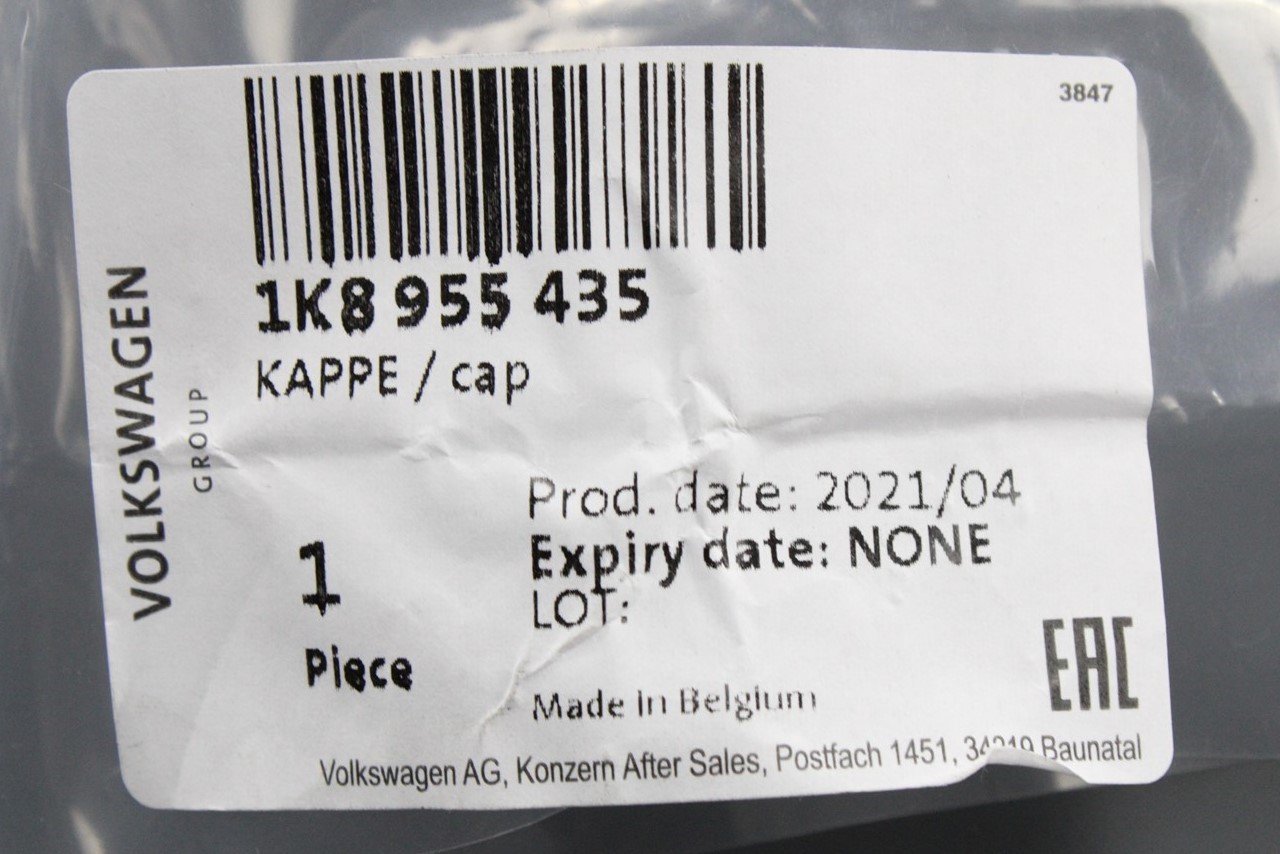 3847
1K8 955 435
KAPPE / cap
VOLKSWAGEN
GROUP
Prod. date: 2021/04
Expiry date: NONE
LOT:
1
Piece
Made in Belgium
EAC
Volkswagen AG, Konzern After Sales, Postfach 1451, Baunatal